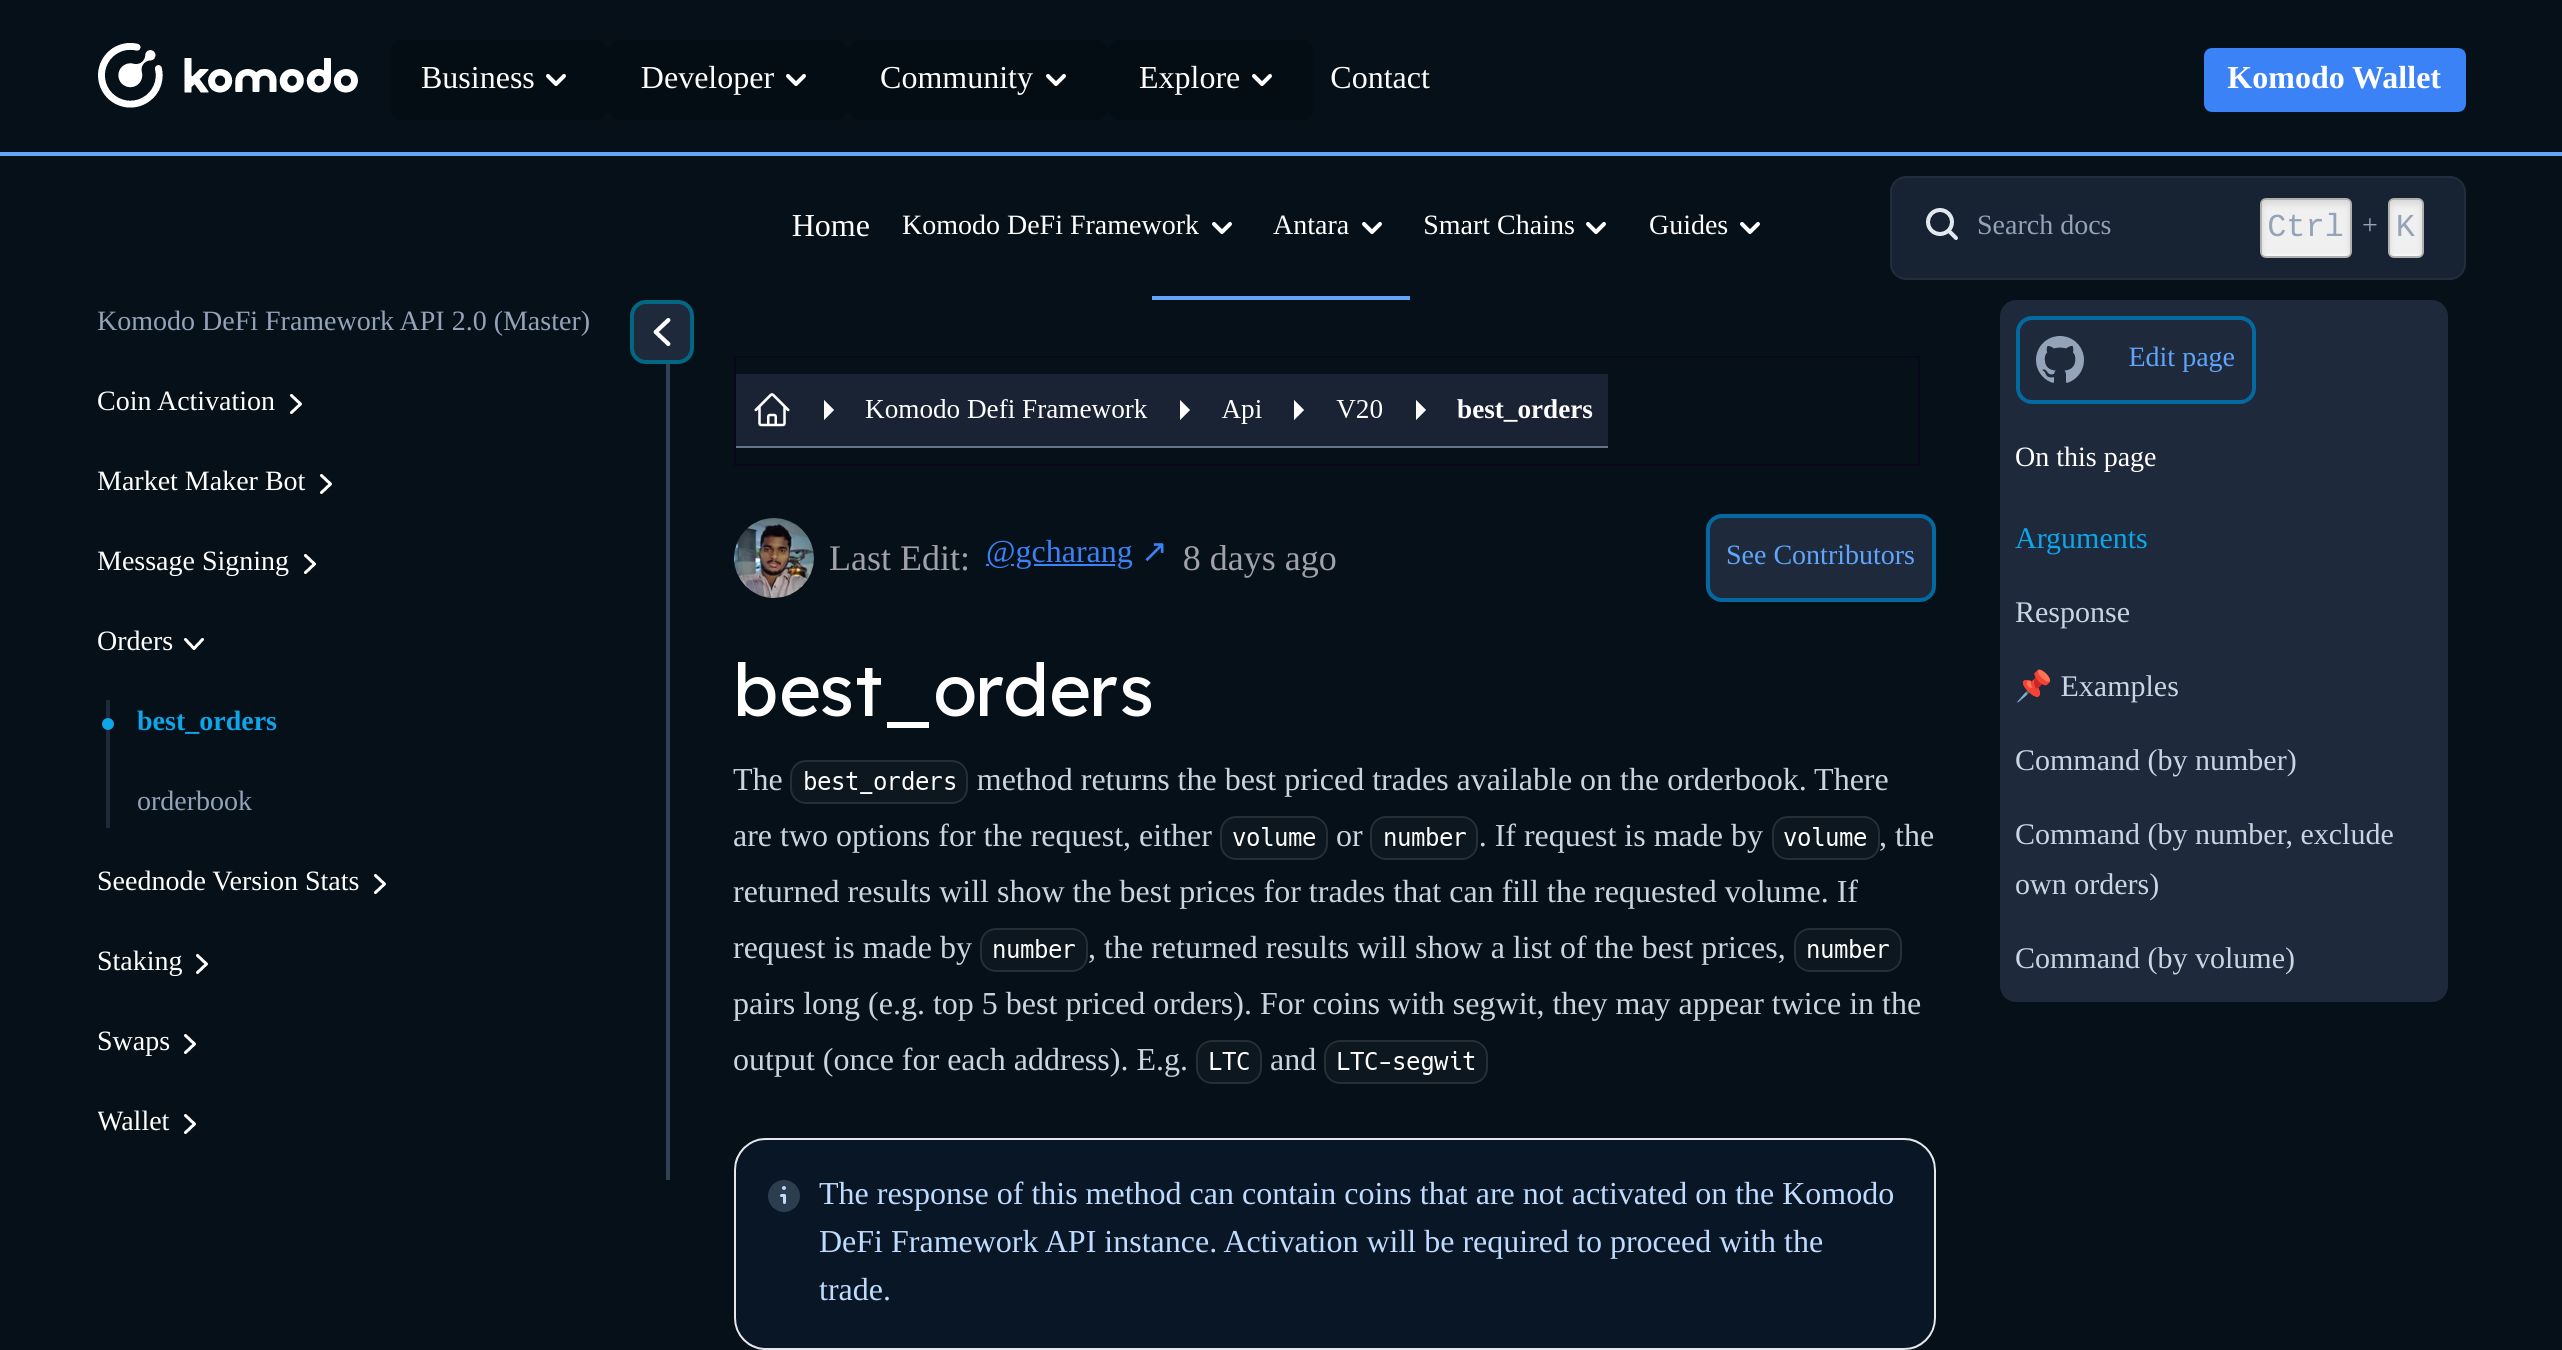 komodo
Business
Developer
Community
Explore
Contact
Komodo Wallet
Home
Komodo DeFi Framework
Antara
Smart Chains
Guides
Search docs
Ctrl + K
Komodo DeFi Framework API 2.0 (Master)
Coin Activation
Market Maker Bot
Message Signing
Orders
best_orders
orderbook
Seednode Version Stats
Staking
Swaps
Wallet
Komodo Defi Framework
Api
V20
best_orders
Last Edit: @gcharang ↗ 8 days ago
See Contributors
best_orders
The best_orders method returns the best priced trades available on the orderbook. There
are two options for the request, either volume or number. If request is made by volume, the
returned results will show the best prices for trades that can fill the requested volume. If
request is made by number, the returned results will show a list of the best prices, number
pairs long (e.g. top 5 best priced orders). For coins with segwit, they may appear twice in the
output (once for each address). E.g. LTC and LTC-segwit
The response of this method can contain coins that are not activated on the Komodo
DeFi Framework API instance. Activation will be required to proceed with the
trade.
Edit page
On this page
Arguments
Response
📌 Examples
Command (by number)
Command (by number, exclude
own orders)
Command (by volume)